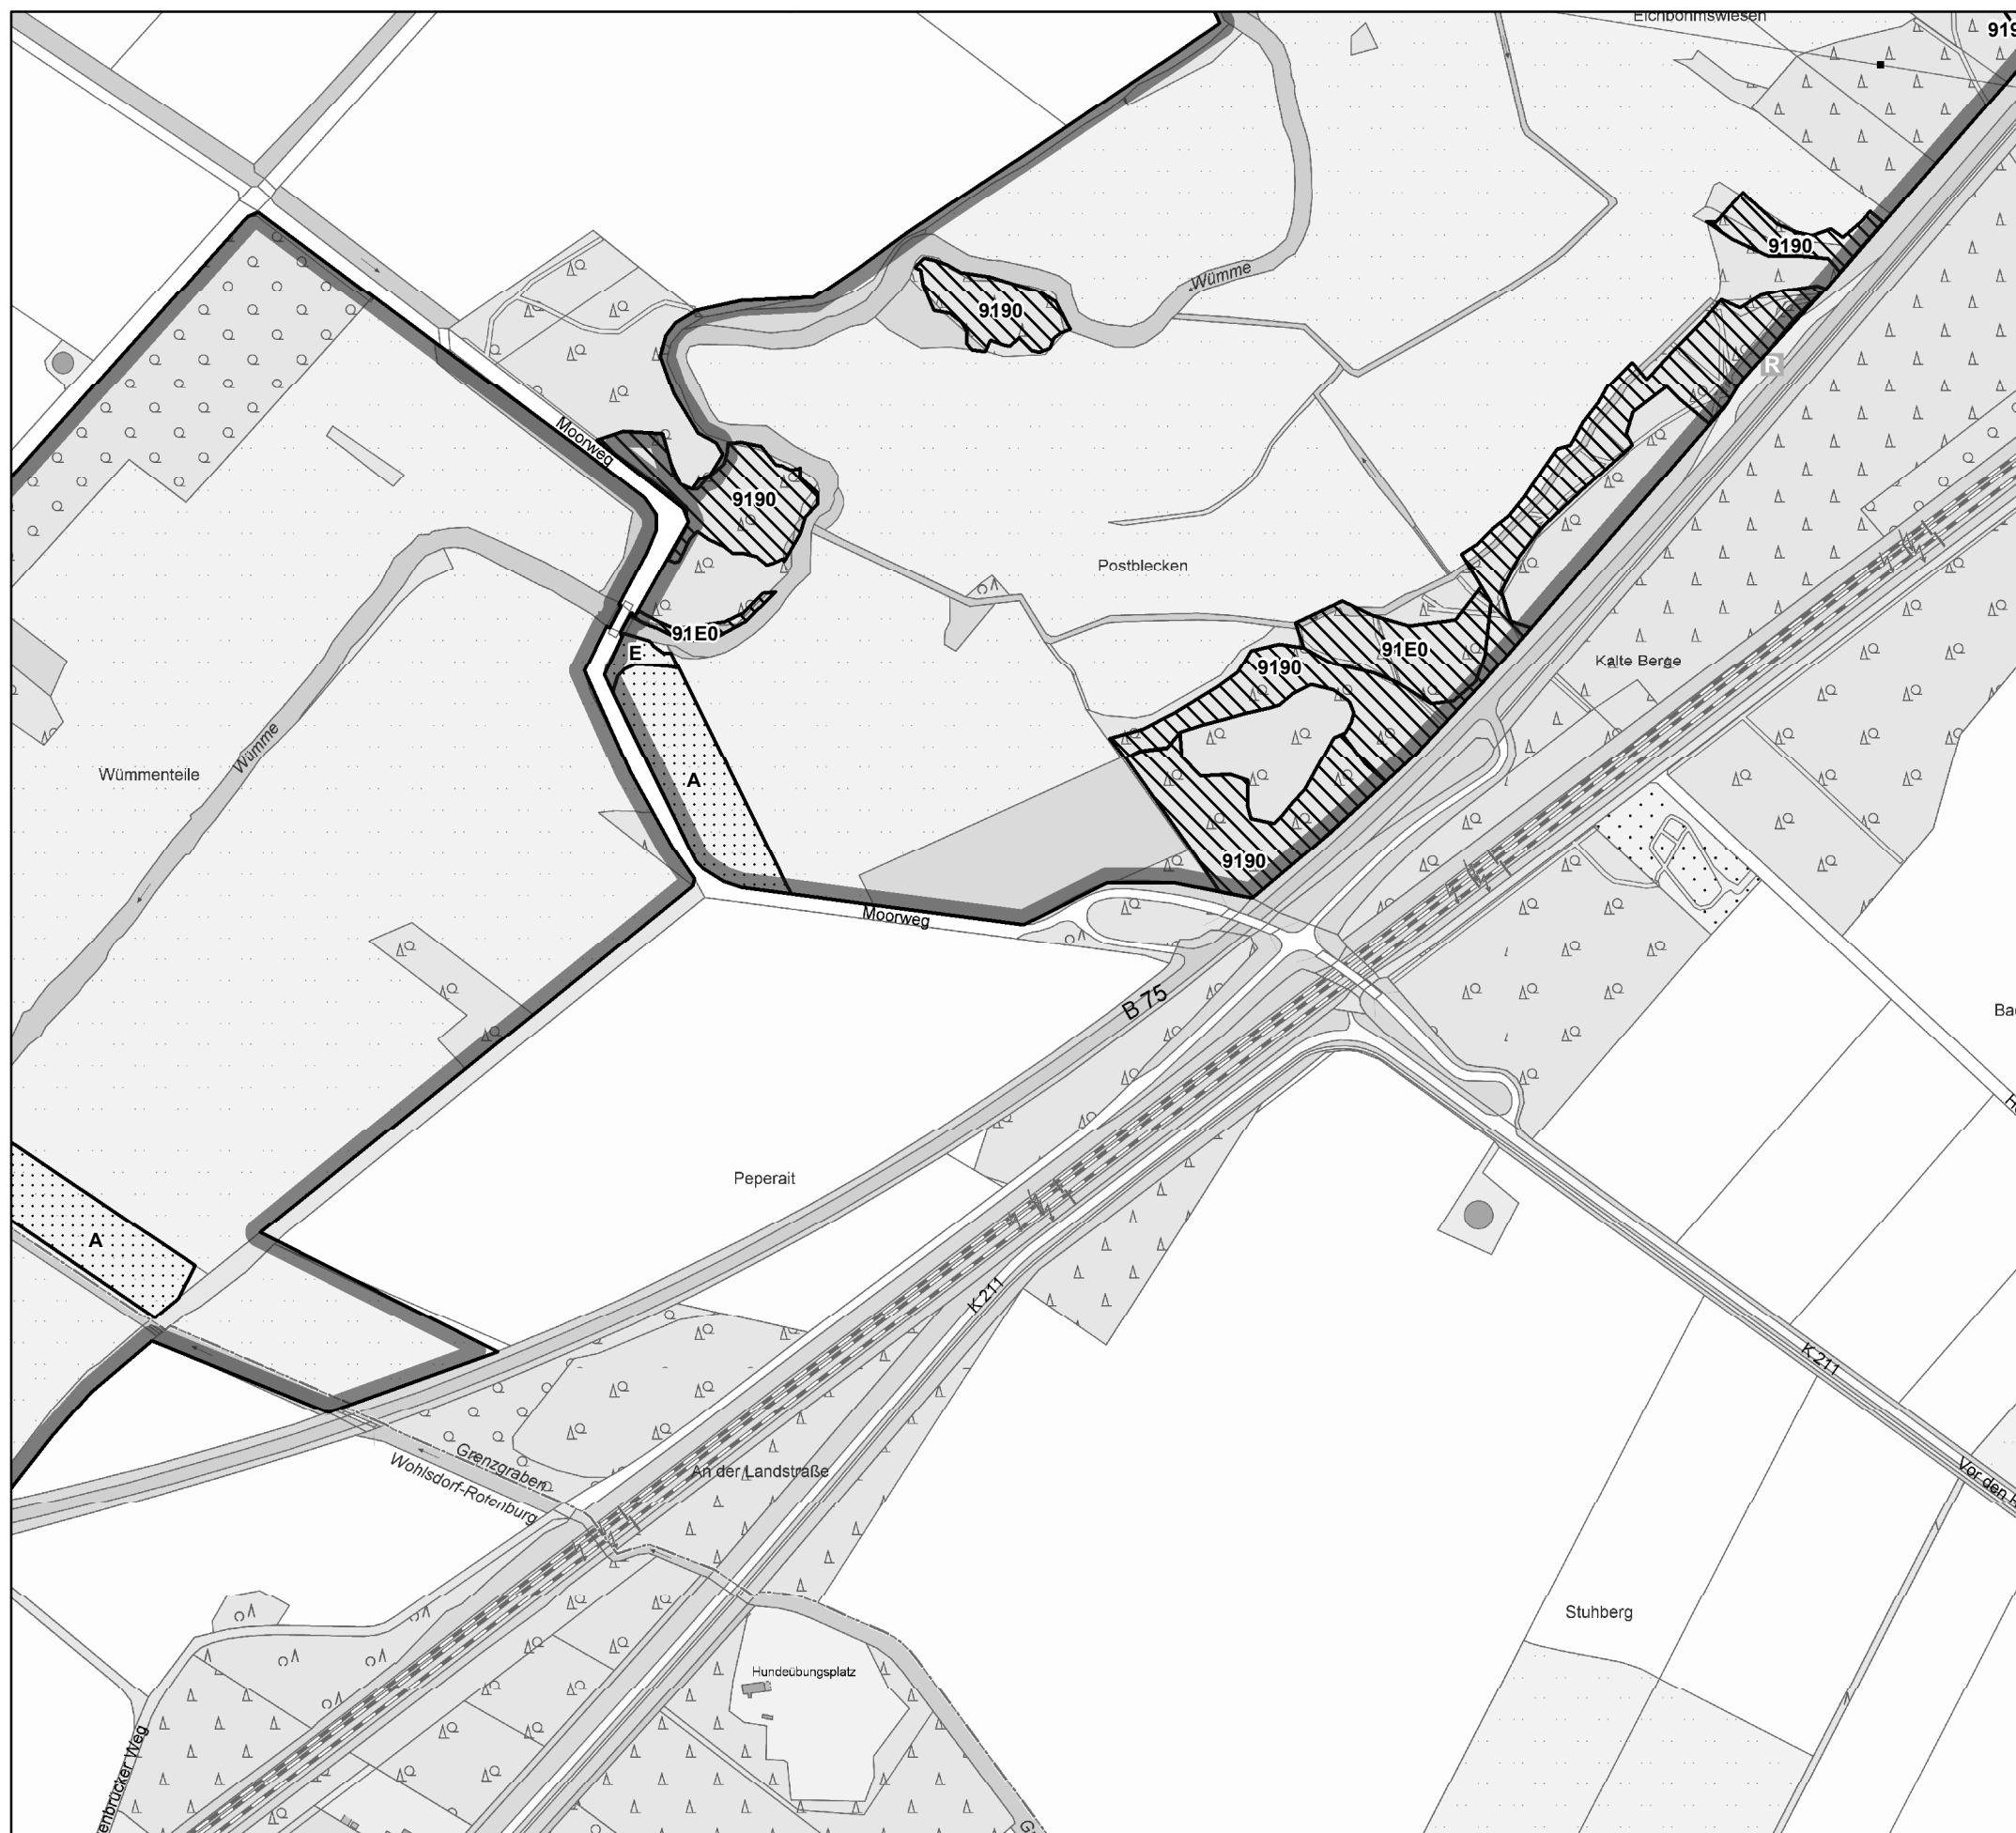 Eichbohmswiesen
919
9190
Wümme
9190
R
Moorweg
9190
Postblecken
91E0
E
91E0
9190
Kalte Berge
Wümme
Wümmenteile
A
9190
Moorweg
B 75
Peperait
A
K 211
K 211
Grenzgraben
Wohlsdorf-Rotenburg
An der Landstraße
Vor den
Stuhberg
Hundeübungsplatz
enbrücker Weg